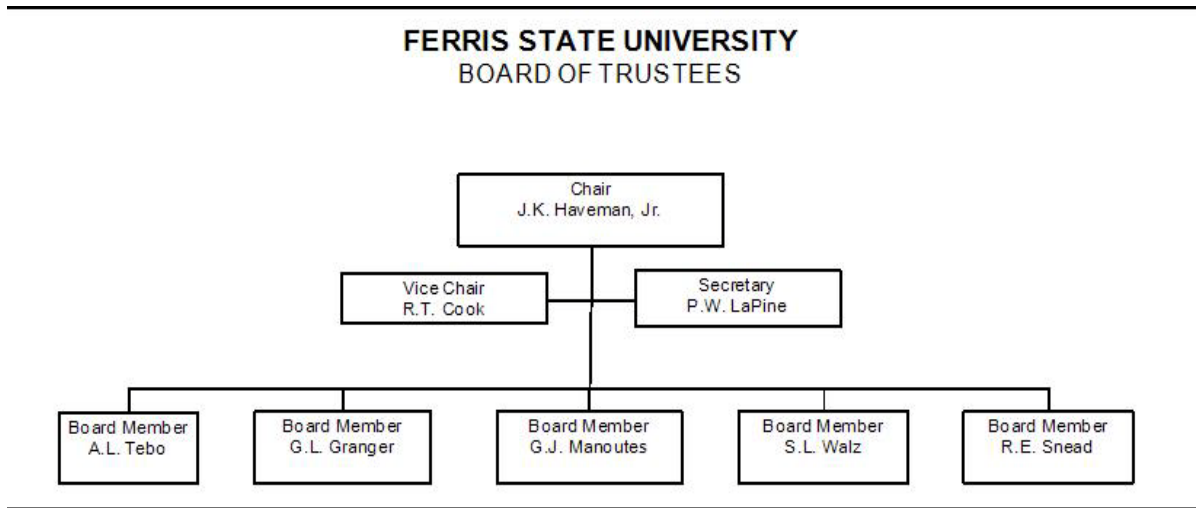 FERRIS STATE UNIVERSITY
BOARD OF TRUSTEES
Chair
J.K. Haveman, Jr.
Vice Chair
R.T. Cook
Secretary
P.W. LaPine
Board Member
A.L. Tebo
Board Member
G.L. Granger
Board Member
G.J. Manoutes
Board Member
S.L. Walz
Board Member
R.E. Snead